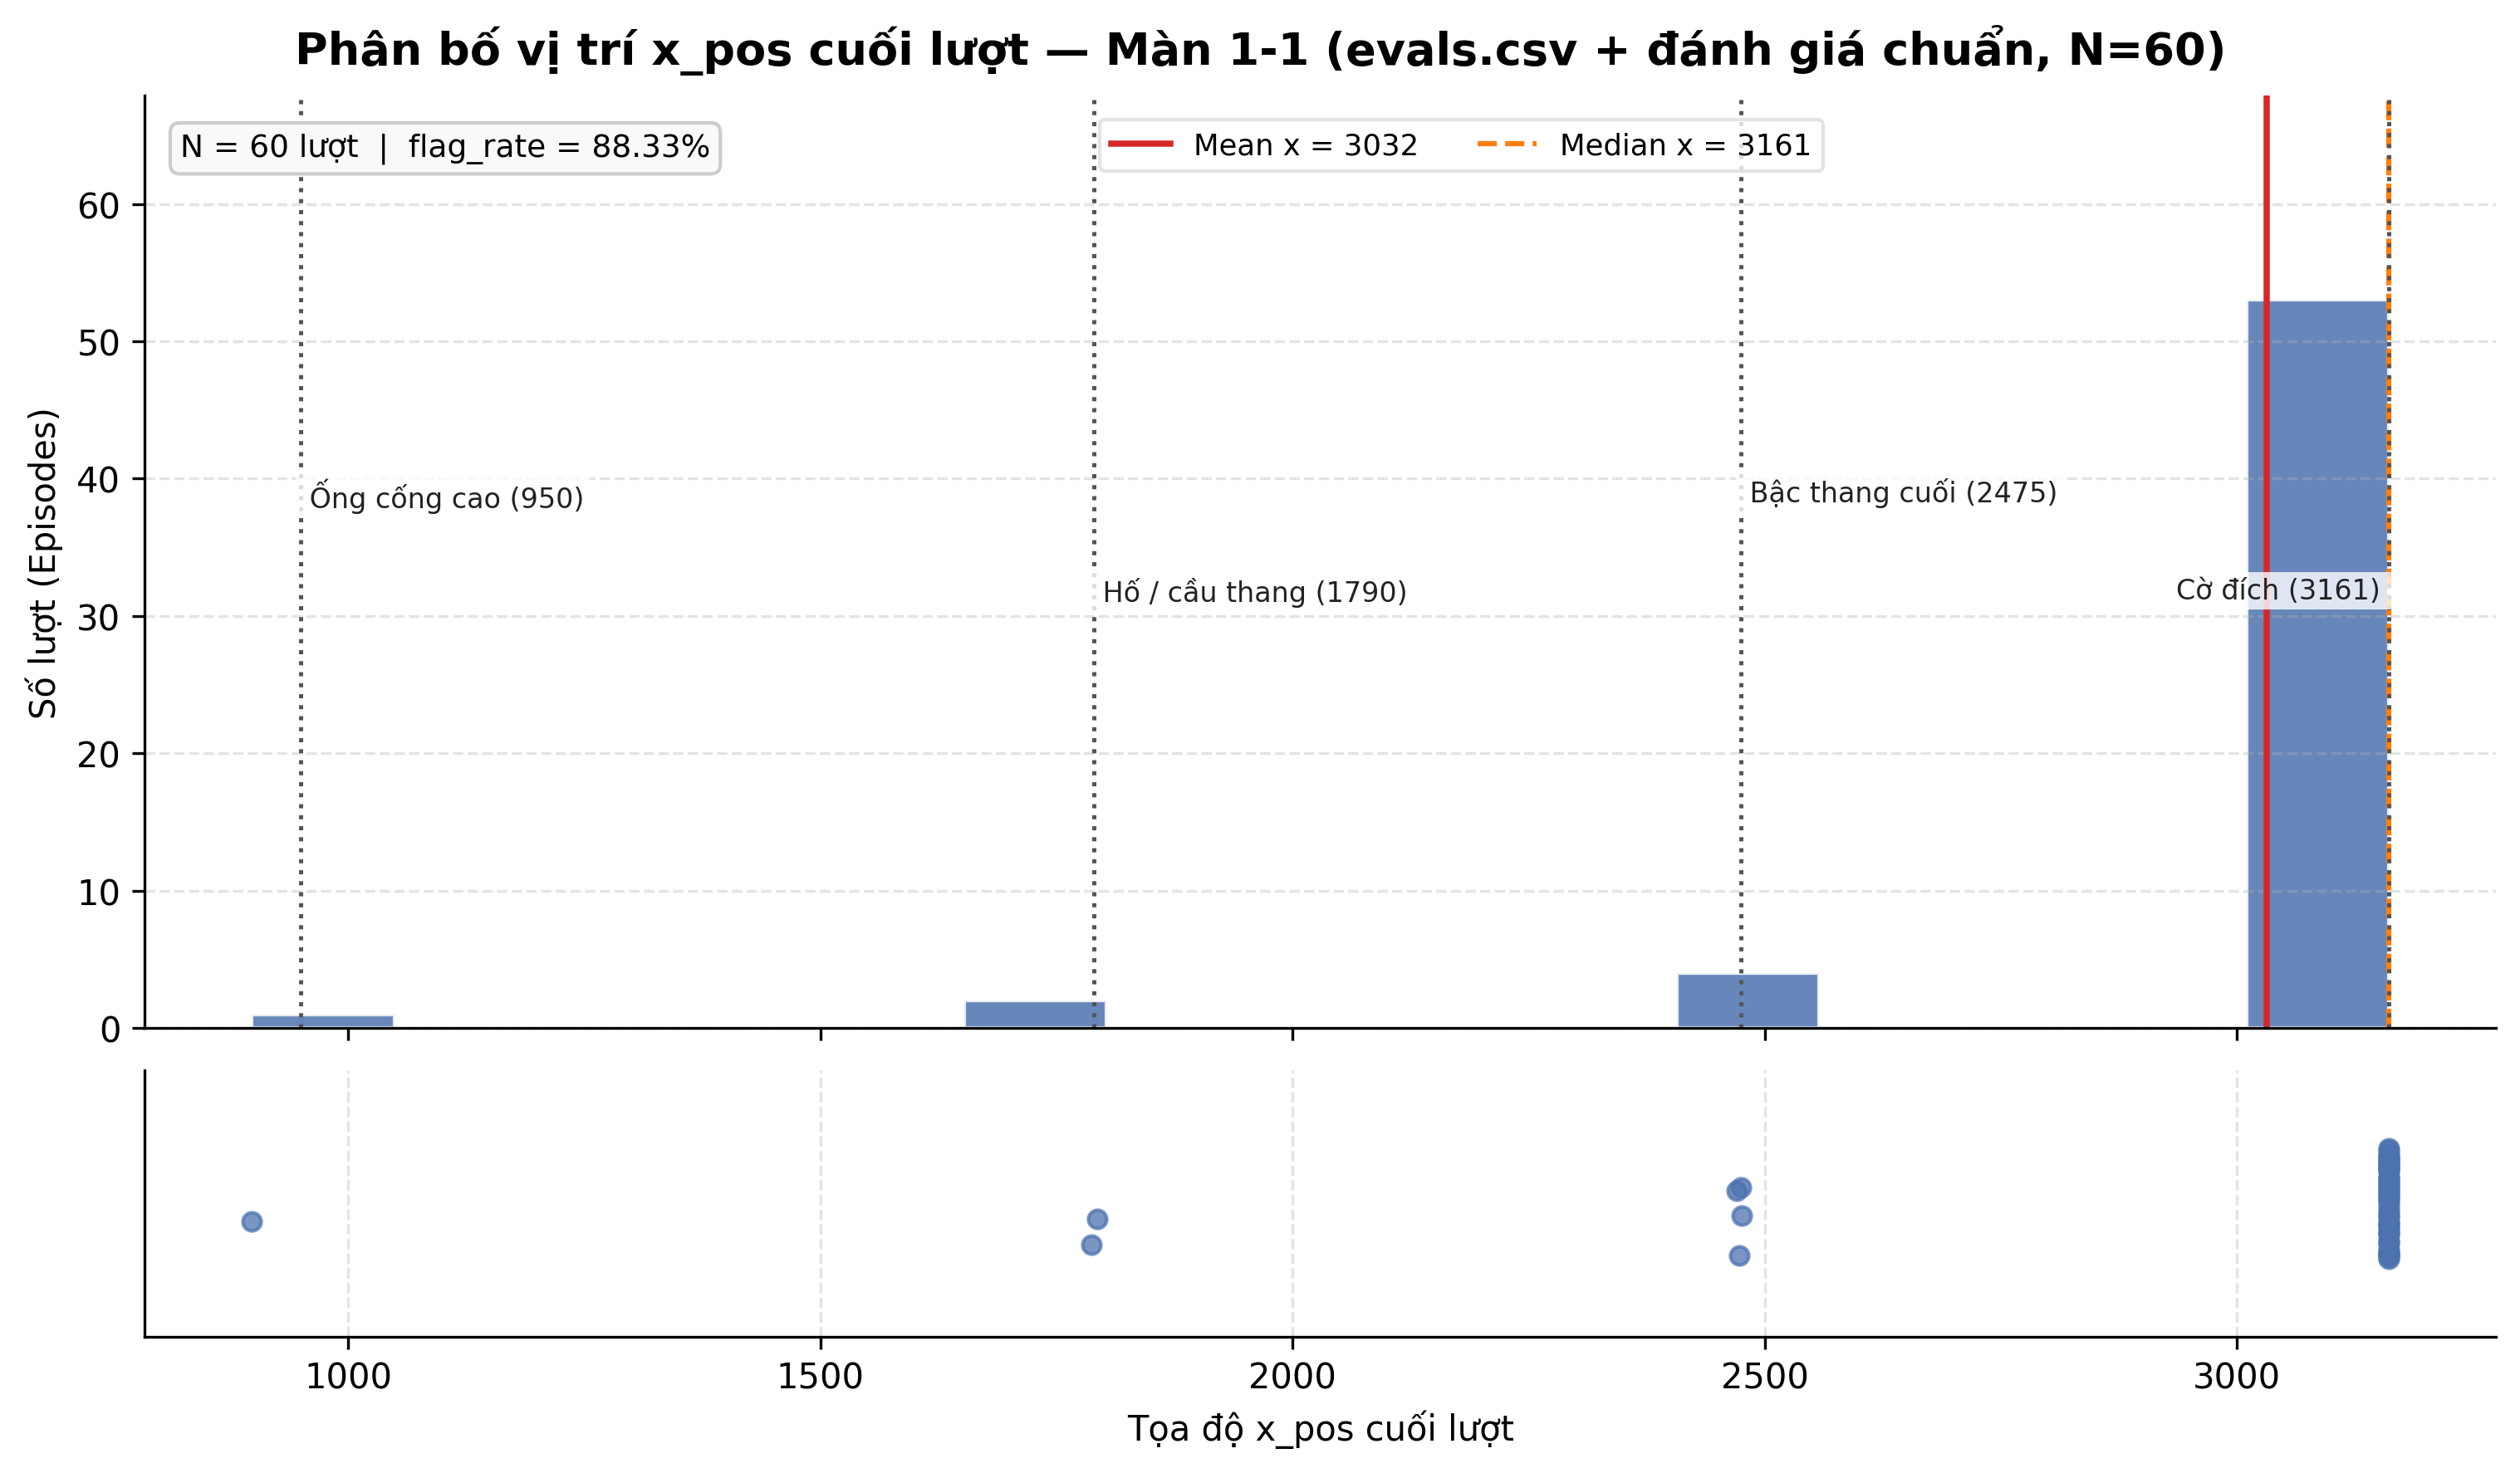 Phân bố vị trí x_pos cuối lượt — Màn 1-1 (evals.csv + đánh giá chuẩn, N=60)
N = 60 lượt | flag_rate = 88.33%
Mean x = 3032
Median x = 3161
Số lượt (Episodes)
60
50
40
30
20
10
0
Ống cống cao (950)
Hố / cầu thang (1790)
Bậc thang cuối (2475)
Cờ đích (3161)
1000
1500
2000
2500
3000
Tọa độ x_pos cuối lượt